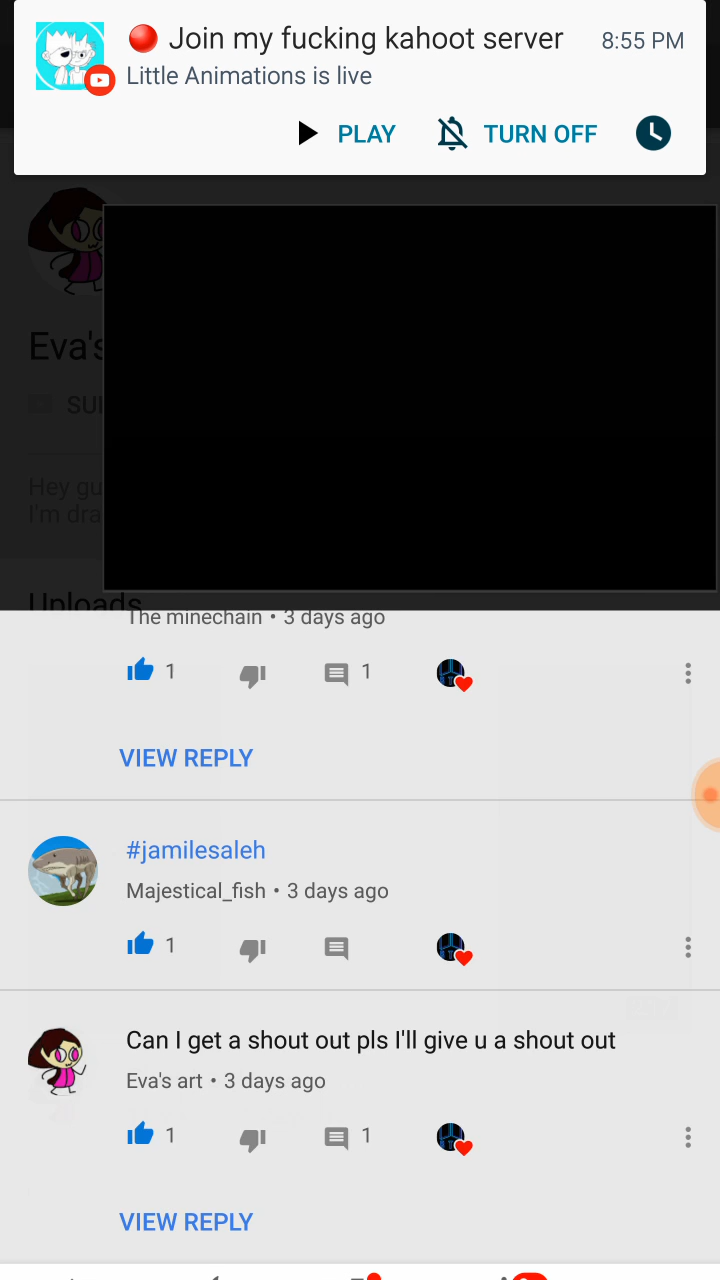 Join my fucking kahoot server 8:55 PM
Little Animations is live
PLAY TURN OFF
Eva's
SU
Hey gu
I'm dra
Uploads
The minechain • 3 days ago
1 1
VIEW REPLY
#jamilesaleh
Majestical_fish • 3 days ago
1
Can I get a shout out pls I'll give u a shout out
Eva's art • 3 days ago
1 1
VIEW REPLY